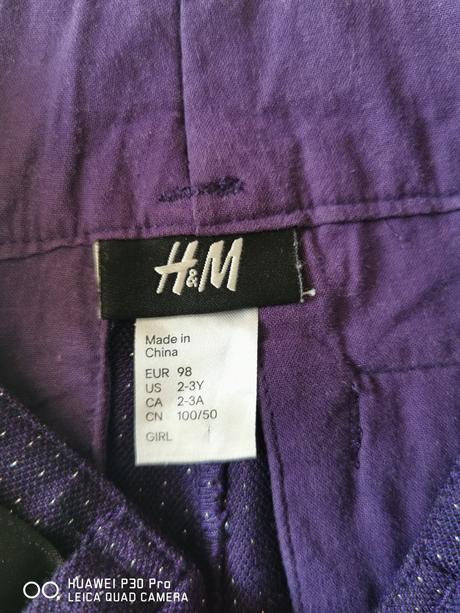 H&M
Made in
China
EUR 98
US 2-3Y
CA 2-3A
CN 100/50
GIRL
HUAWEI P30 Pro
LEICA QUAD CAMERA